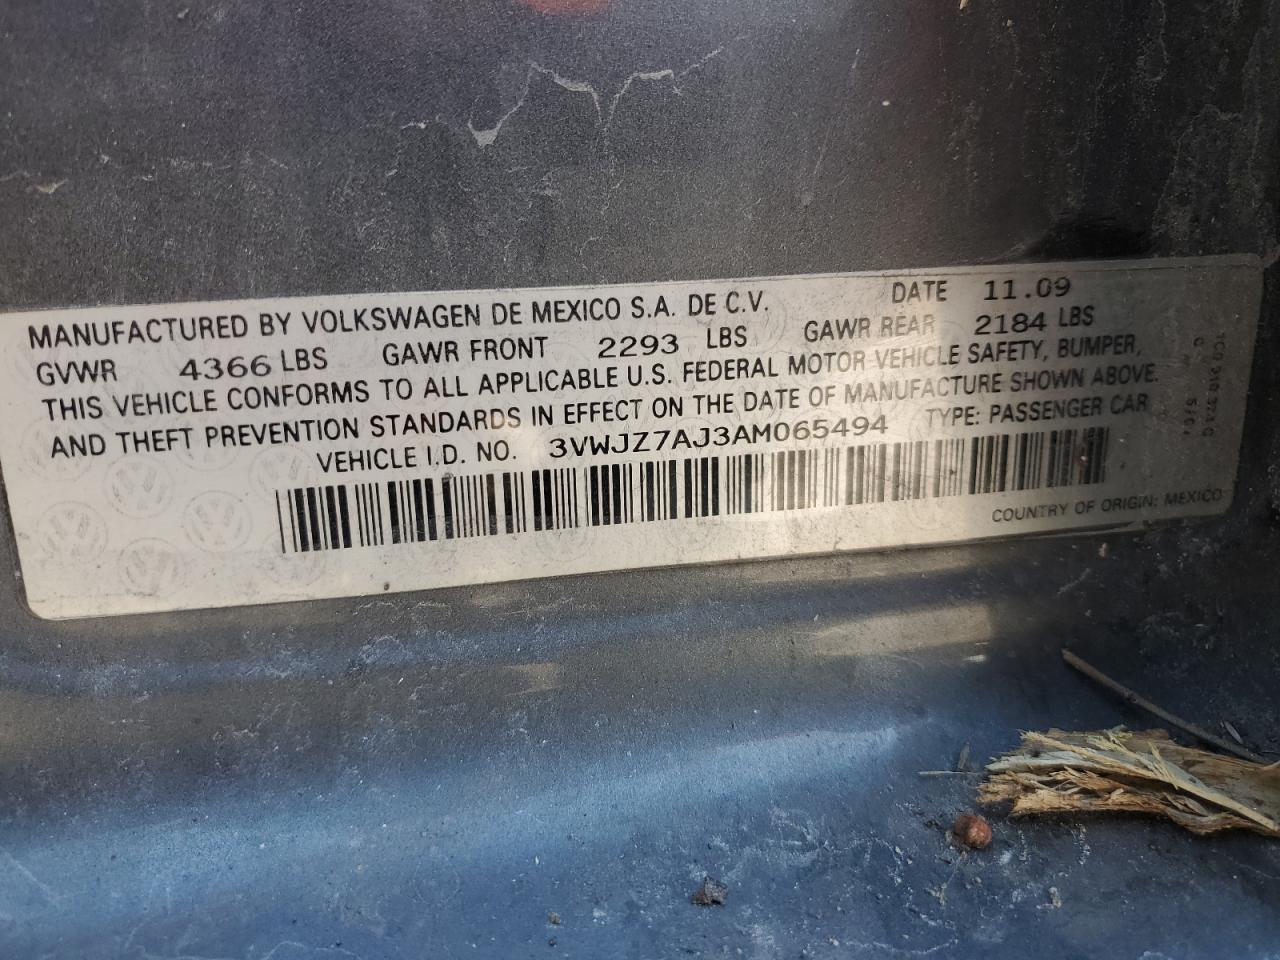 MANUFACTURED BY VOLKSWAGEN DE MEXICO S.A. DE C.V. DATE 11.09
GVWR 4366 LBS GAWR FRONT 2293 LBS GAWR REAR 2184 LBS
THIS VEHICLE CONFORMS TO ALL APPLICABLE U.S. FEDERAL MOTOR VEHICLE SAFETY, BUMPER,
AND THEFT PREVENTION STANDARDS IN EFFECT ON THE DATE OF MANUFACTURE SHOWN ABOVE.
VEHICLE I.D. NO. 3VWJZ7AJ3AM065494 TYPE: PASSENGER CAR
COUNTRY OF ORIGIN: MEXICO